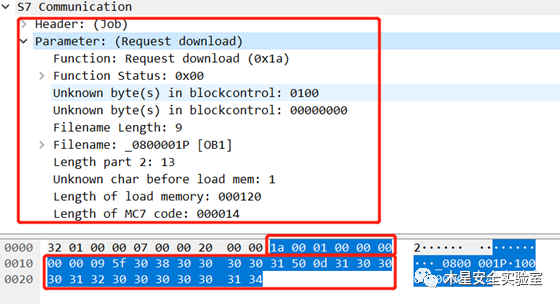 S7 Communication
Header: (Job)
Parameter: (Request download)
Function: Request download (0x1a)
Function Status: 0x00
Unknown byte(s) in blockcontrol: 0100
Unknown byte(s) in blockcontrol: 00000000
Filename Length: 9
Filename: _0800001P [OB1]
Length part 2: 13
Unknown char before load mem: 1
Length of load memory: 000120
Length of MC7 code: 000014
0000 32 01 00 00 07 00 00 20 00 00 1a 00 01 00 00 00 2······ ········
0010 00 00 09 5f 30 38 30 30 30 30 31 50 0d 31 30 30 ···_0800 001P·100
0020 30 31 32 30 30 30 30 30 31 34
木星安全实验室